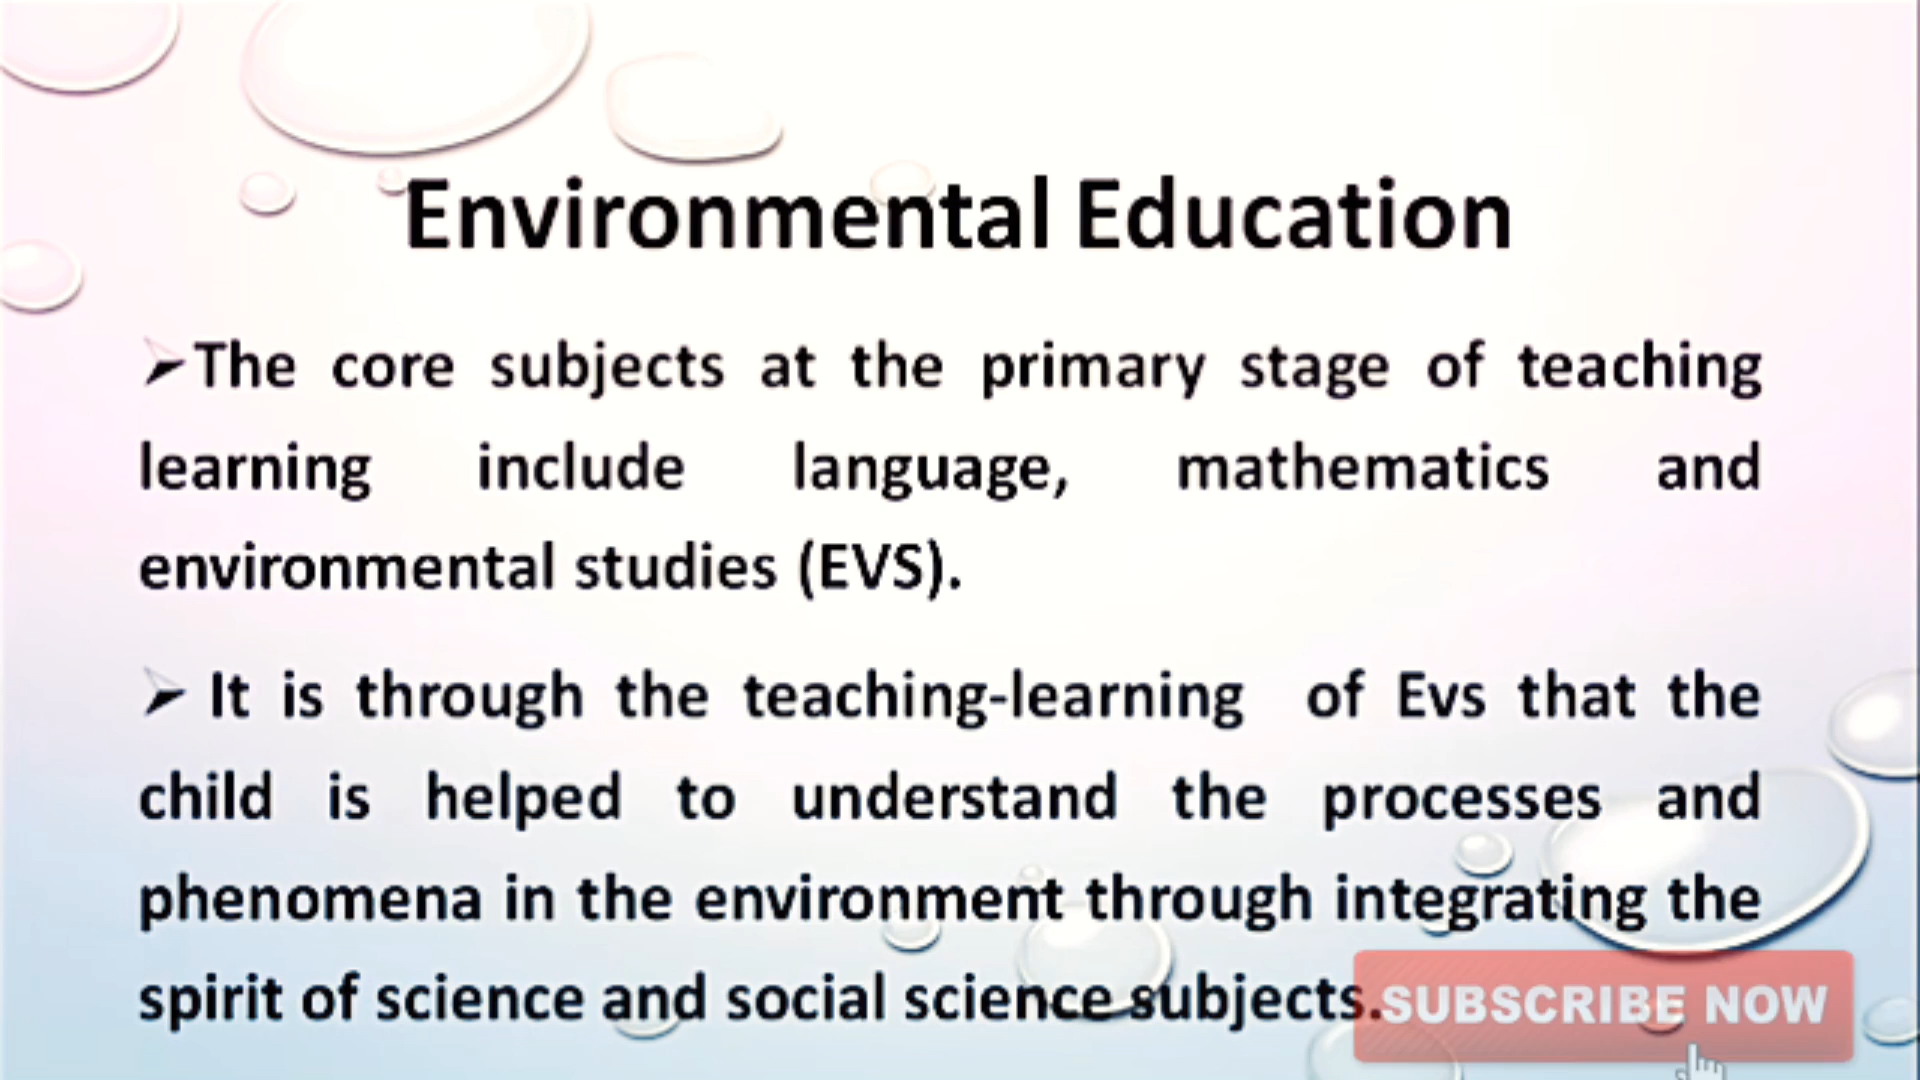 Environmental Education
➢The core subjects at the primary stage of teaching
learning include language, mathematics and
environmental studies (EVS).
➢ It is through the teaching-learning of Evs that the
child is helped to understand the processes and
phenomena in the environment through integrating the
spirit of science and social science subjects.
SUBSCRIBE NOW